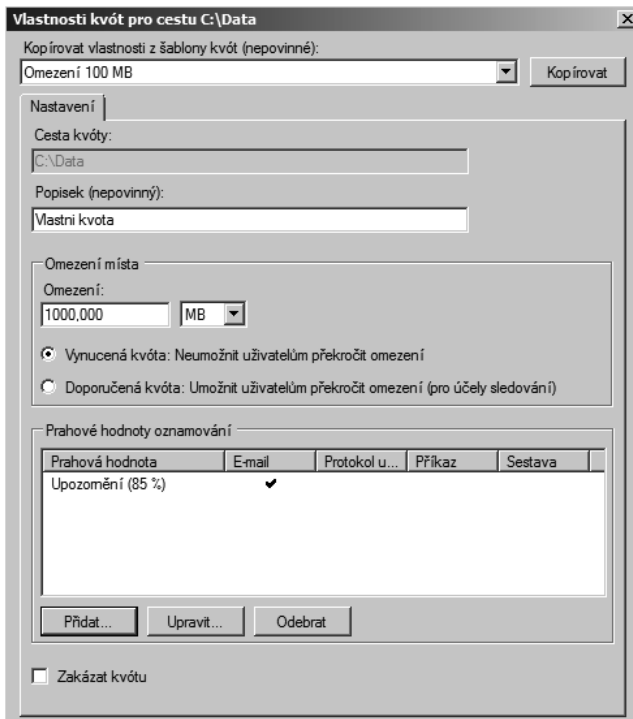 Vlastnosti kvót pro cestu C:\Data
Kopírovat vlastnosti z šablony kvót (nepovinné):
Omezení 100 MB
Kopírovat
Nastavení
Cesta kvóty:
C:\Data
Popisek (nepovinný):
Vlastni kvota
Omezení místa
Omezení:
1000,000 MB
Vynucená kvóta: Neumožnit uživatelům překročit omezení
Doporučená kvóta: Umožnit uživatelům překročit omezení (pro účely sledování)
Prahové hodnoty oznamování
Prahová hodnota E-mail Protokol u... Příkaz Sestava
Upozornění (85 %)
Přidat... Upravit... Odebrat
Zakázat kvótu